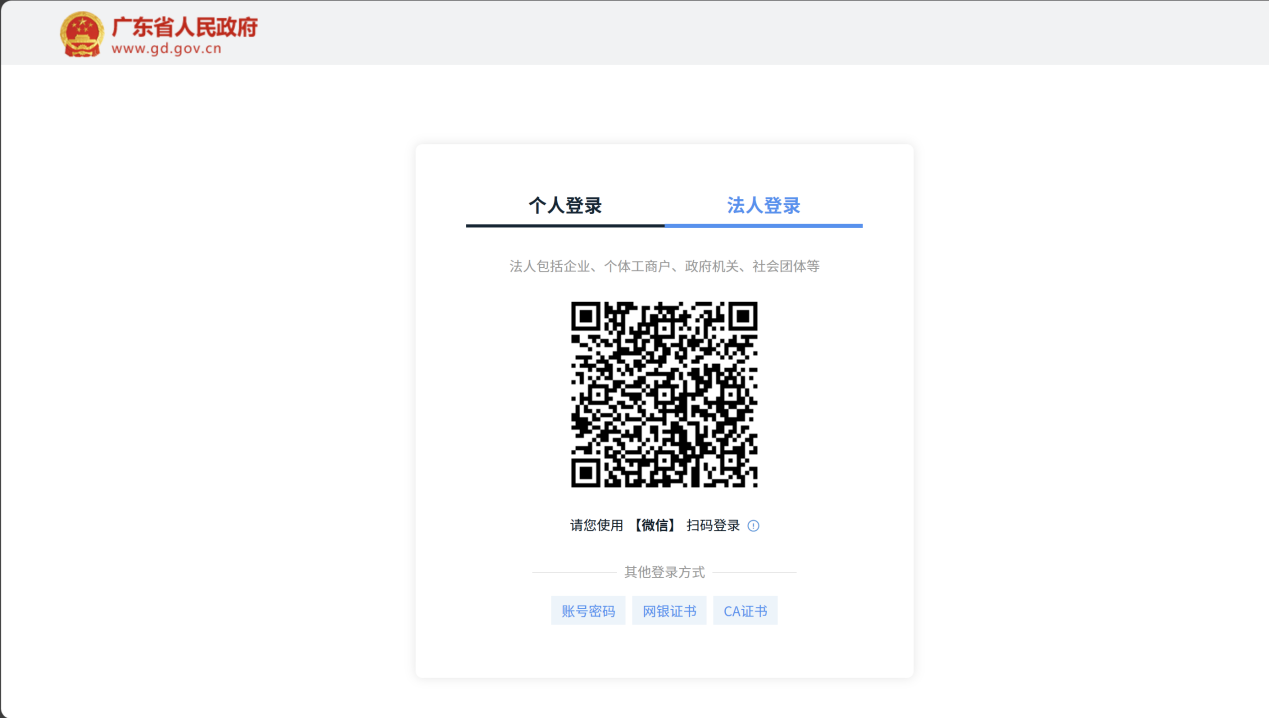 广东省人民政府
www.gd.gov.cn
个人登录 法人登录
法人包括企业、个体工商户、政府机关、社会团体等
请您使用 【微信】 扫码登录
其他登录方式
账号密码 网银证书 CA证书